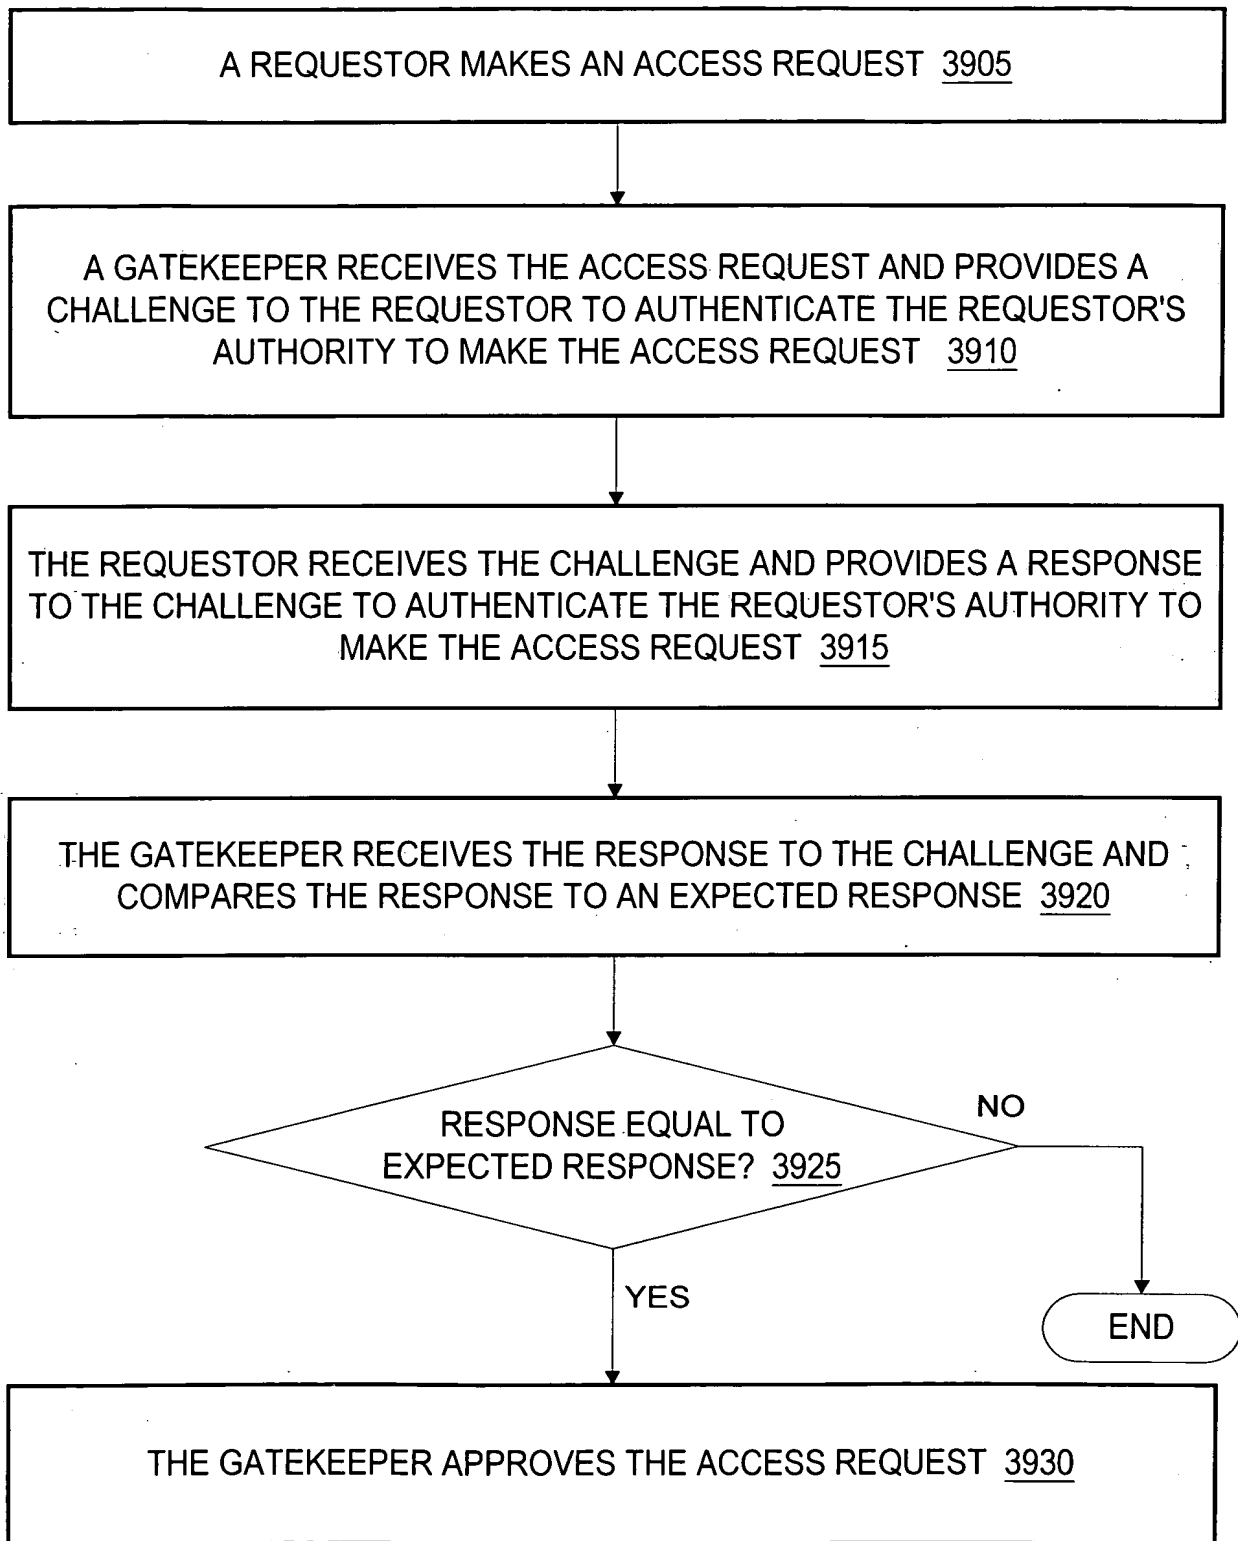 A REQUESTOR MAKES AN ACCESS REQUEST 3905
A GATEKEEPER RECEIVES THE ACCESS REQUEST AND PROVIDES A
CHALLENGE TO THE REQUESTOR TO AUTHENTICATE THE REQUESTOR'S
AUTHORITY TO MAKE THE ACCESS REQUEST 3910
THE REQUESTOR RECEIVES THE CHALLENGE AND PROVIDES A RESPONSE
TO THE CHALLENGE TO AUTHENTICATE THE REQUESTOR'S AUTHORITY TO
MAKE THE ACCESS REQUEST 3915
THE GATEKEEPER RECEIVES THE RESPONSE TO THE CHALLENGE AND
COMPARES THE RESPONSE TO AN EXPECTED RESPONSE 3920
RESPONSE EQUAL TO
EXPECTED RESPONSE? 3925
NO
YES
END
THE GATEKEEPER APPROVES THE ACCESS REQUEST 3930